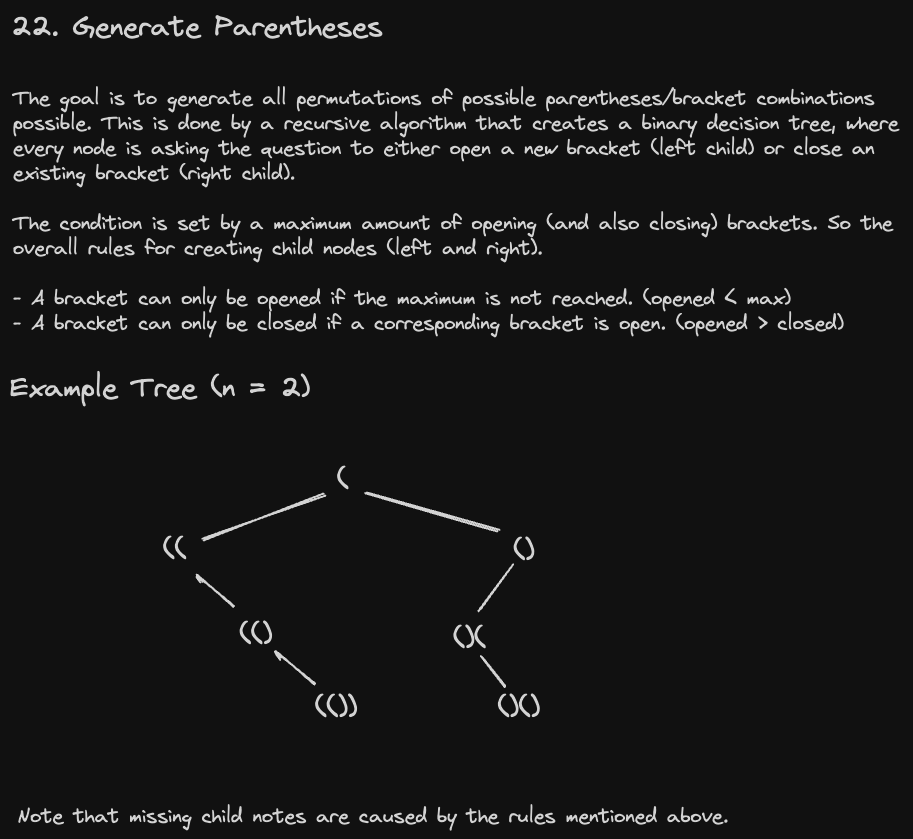 22. Generate Parentheses
The goal is to generate all permutations of possible parentheses/bracket combinations
possible. This is done by a recursive algorithm that creates a binary decision tree, where
every node is asking the question to either open a new bracket (left child) or close an
existing bracket (right child).
The condition is set by a maximum amount of opening (and also closing) brackets. So the
overall rules for creating child nodes (left and right).
- A bracket can only be opened if the maximum is not reached. (opened < max)
- A bracket can only be closed if a corresponding bracket is open. (opened > closed)
Example Tree (n = 2)
(
(( ()
(() ()(
(()) ()()
Note that missing child notes are caused by the rules mentioned above.